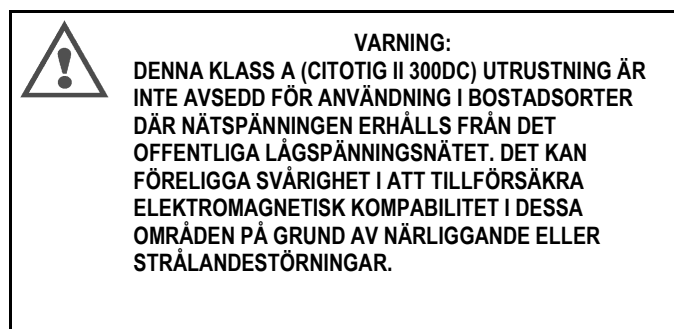 VARNING:
DENNA KLASS A (CITOTIG II 300DC) UTRUSTNING ÄR
INTE AVSEDD FÖR ANVÄNDNING I BOSTADSORTER
DÄR NÄTSPÄNNINGEN ERHÅLLS FRÅN DET
OFFENTLIGA LÅGSPÄNNINGSNÄTET. DET KAN
FÖRELIGGA SVÅRIGHET I ATT TILLFÖRSÄKRA
ELEKTROMAGNETISK KOMPABILITET I DESSA
OMRÅDEN PÅ GRUND AV NÄRLIGGANDE ELLER
STRÅLANDESTÖRNINGAR.